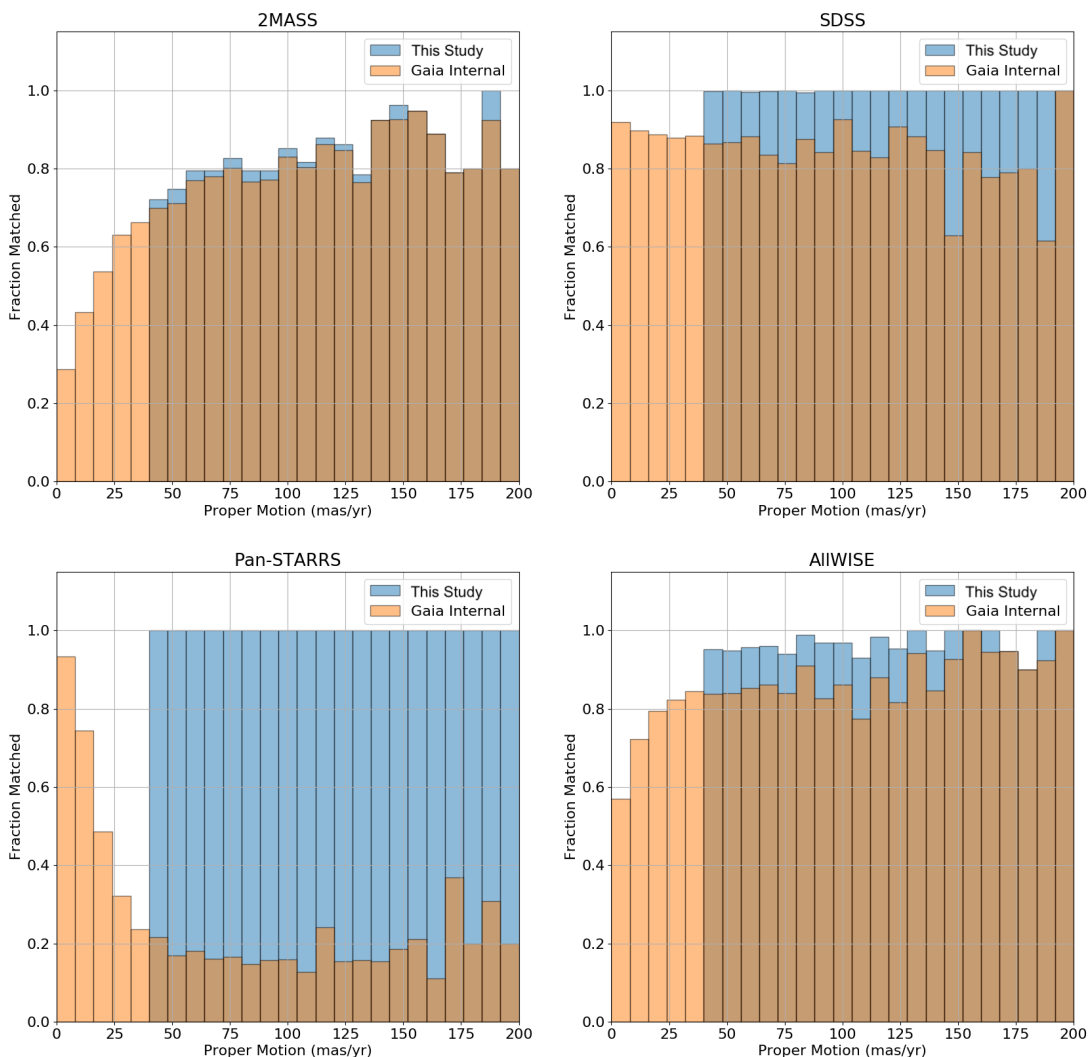 2MASS
This Study
Gaia Internal
Fraction Matched
1.0
0.8
0.6
0.4
0.2
0.0
0 25 50 75 100 125 150 175 200
Proper Motion (mas/yr)
SDSS
This Study
Gaia Internal
Fraction Matched
1.0
0.8
0.6
0.4
0.2
0.0
0 25 50 75 100 125 150 175 200
Proper Motion (mas/yr)
Pan-STARRS
This Study
Gaia Internal
Fraction Matched
1.0
0.8
0.6
0.4
0.2
0.0
0 25 50 75 100 125 150 175 200
Proper Motion (mas/yr)
AllWISE
This Study
Gaia Internal
Fraction Matched
1.0
0.8
0.6
0.4
0.2
0.0
0 25 50 75 100 125 150 175 200
Proper Motion (mas/yr)